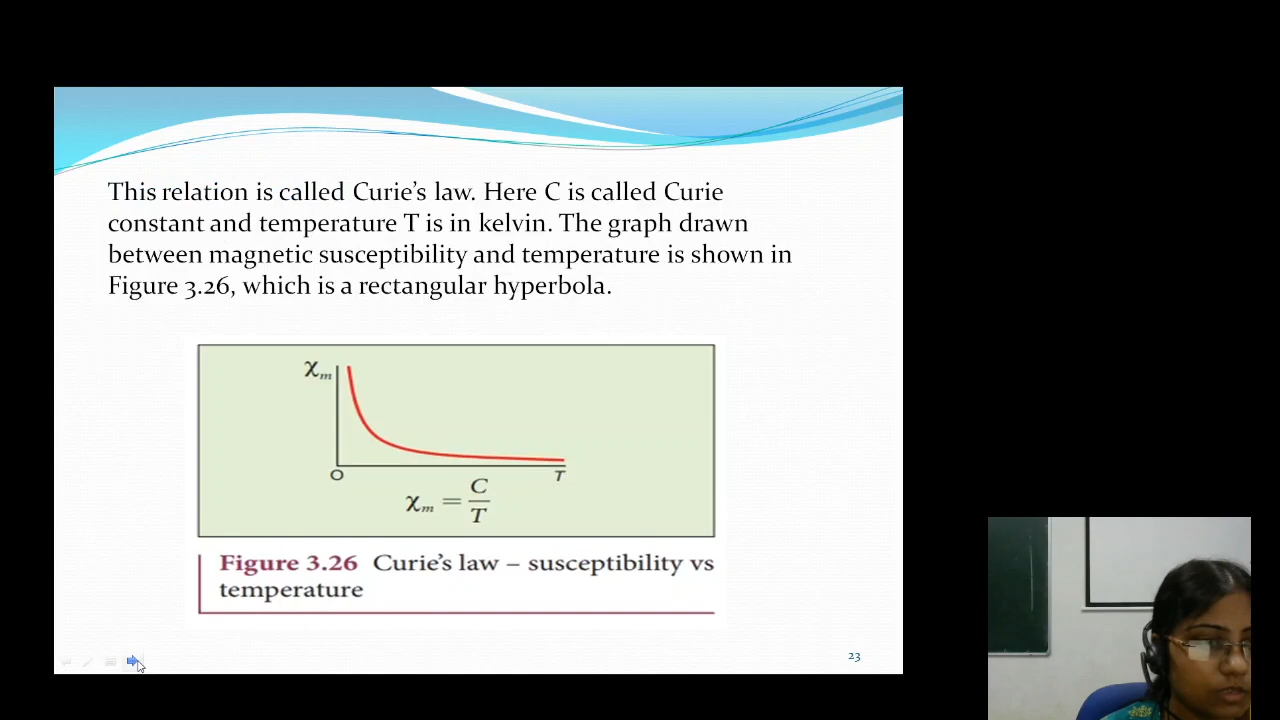 This relation is called Curie’s law. Here C is called Curie
constant and temperature T is in kelvin. The graph drawn
between magnetic susceptibility and temperature is shown in
Figure 3.26, which is a rectangular hyperbola.
χm
O
T
χm = C/T
Figure 3.26 Curie’s law – susceptibility vs
temperature
23